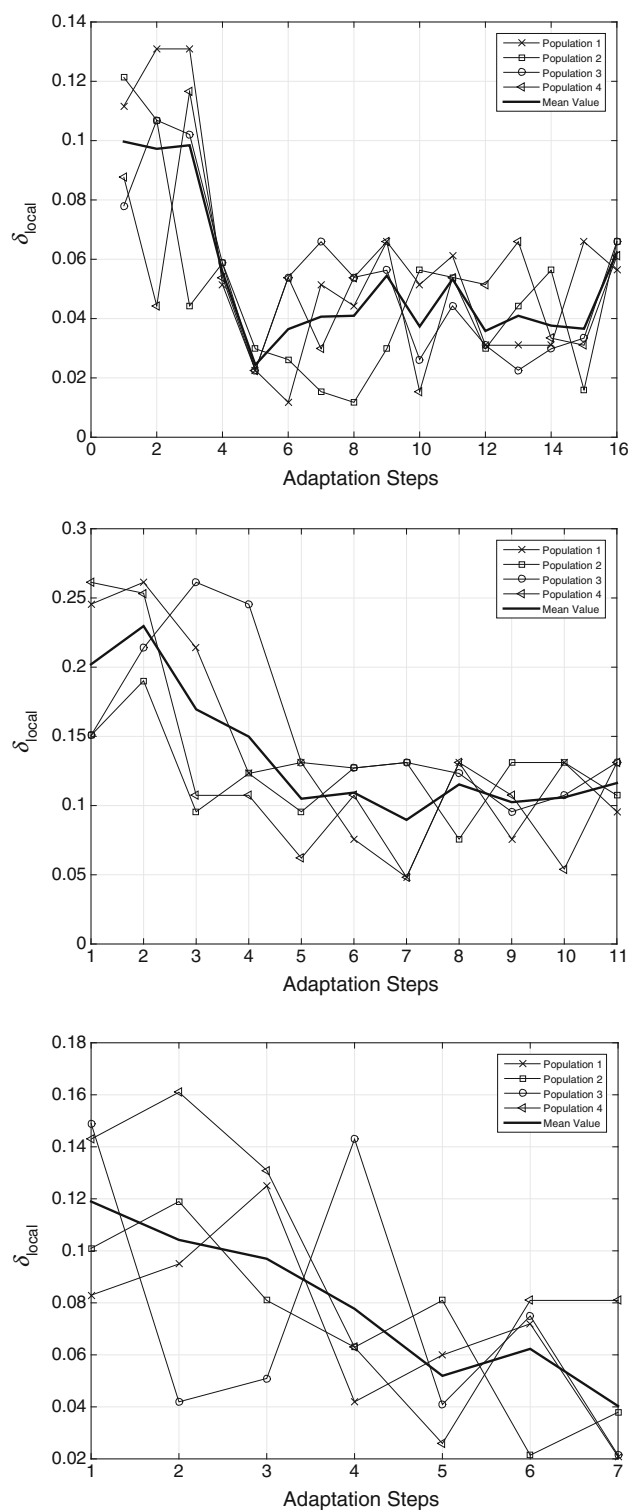 0.14
0.12
0.1
0.08
0.06
0.04
0.02
0
δlocal
Population 1
Population 2
Population 3
Population 4
Mean Value
0 2 4 6 8 10 12 14 16
Adaptation Steps
0.3
0.25
0.2
0.15
0.1
0.05
0
δlocal
Population 1
Population 2
Population 3
Population 4
Mean Value
1 2 3 4 5 6 7 8 9 10 11
Adaptation Steps
0.18
0.16
0.14
0.12
0.1
0.08
0.06
0.04
0.02
δlocal
Population 1
Population 2
Population 3
Population 4
Mean Value
1 2 3 4 5 6 7
Adaptation Steps